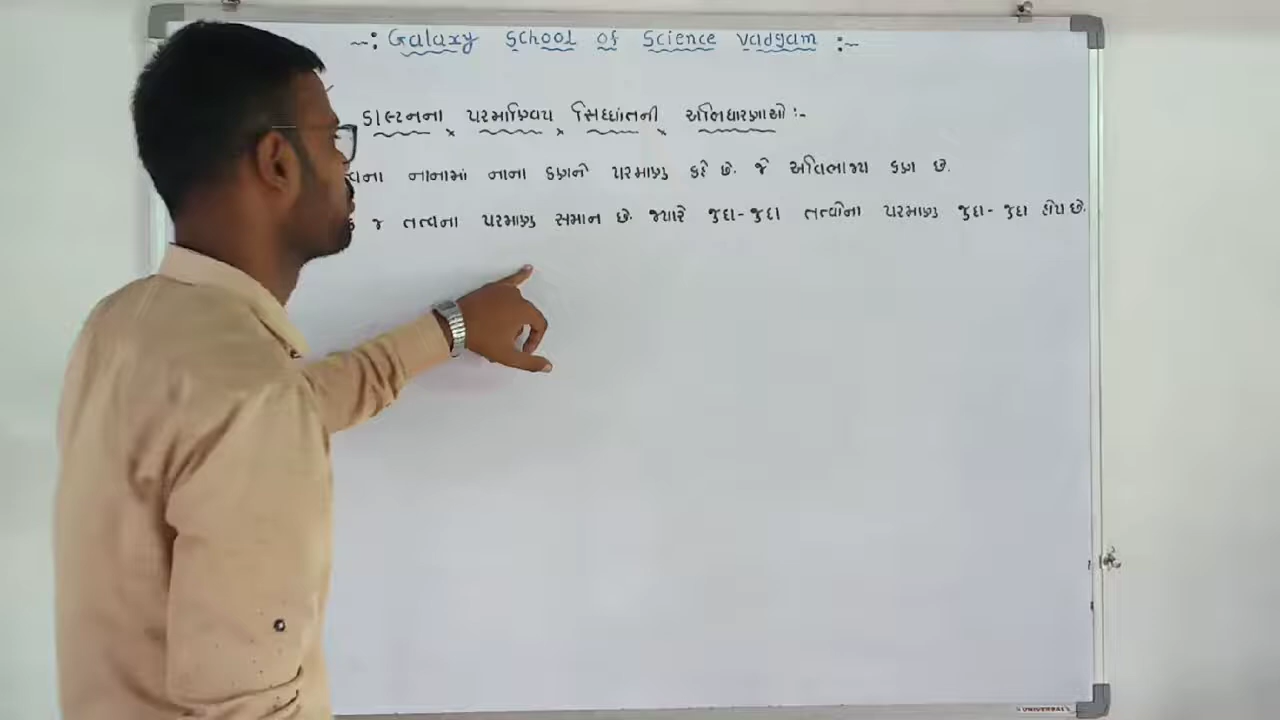 ~: Galaxy School of Science Vadgam :~
ડાલ્ટનના પરમાણ્વિય સિધ્ધાંતની અભિધારણાઓ :-
નાનામાં નાના કણને પરમાણુ કહે છે. જે અવિભાજ્ય કણ છે.
જ તત્વના પરમાણુ સમાન છે. જ્યારે જુદા-જુદા તત્વોના પરમાણુ જુદા-જુદા હોય છે.
UNIVERSAL